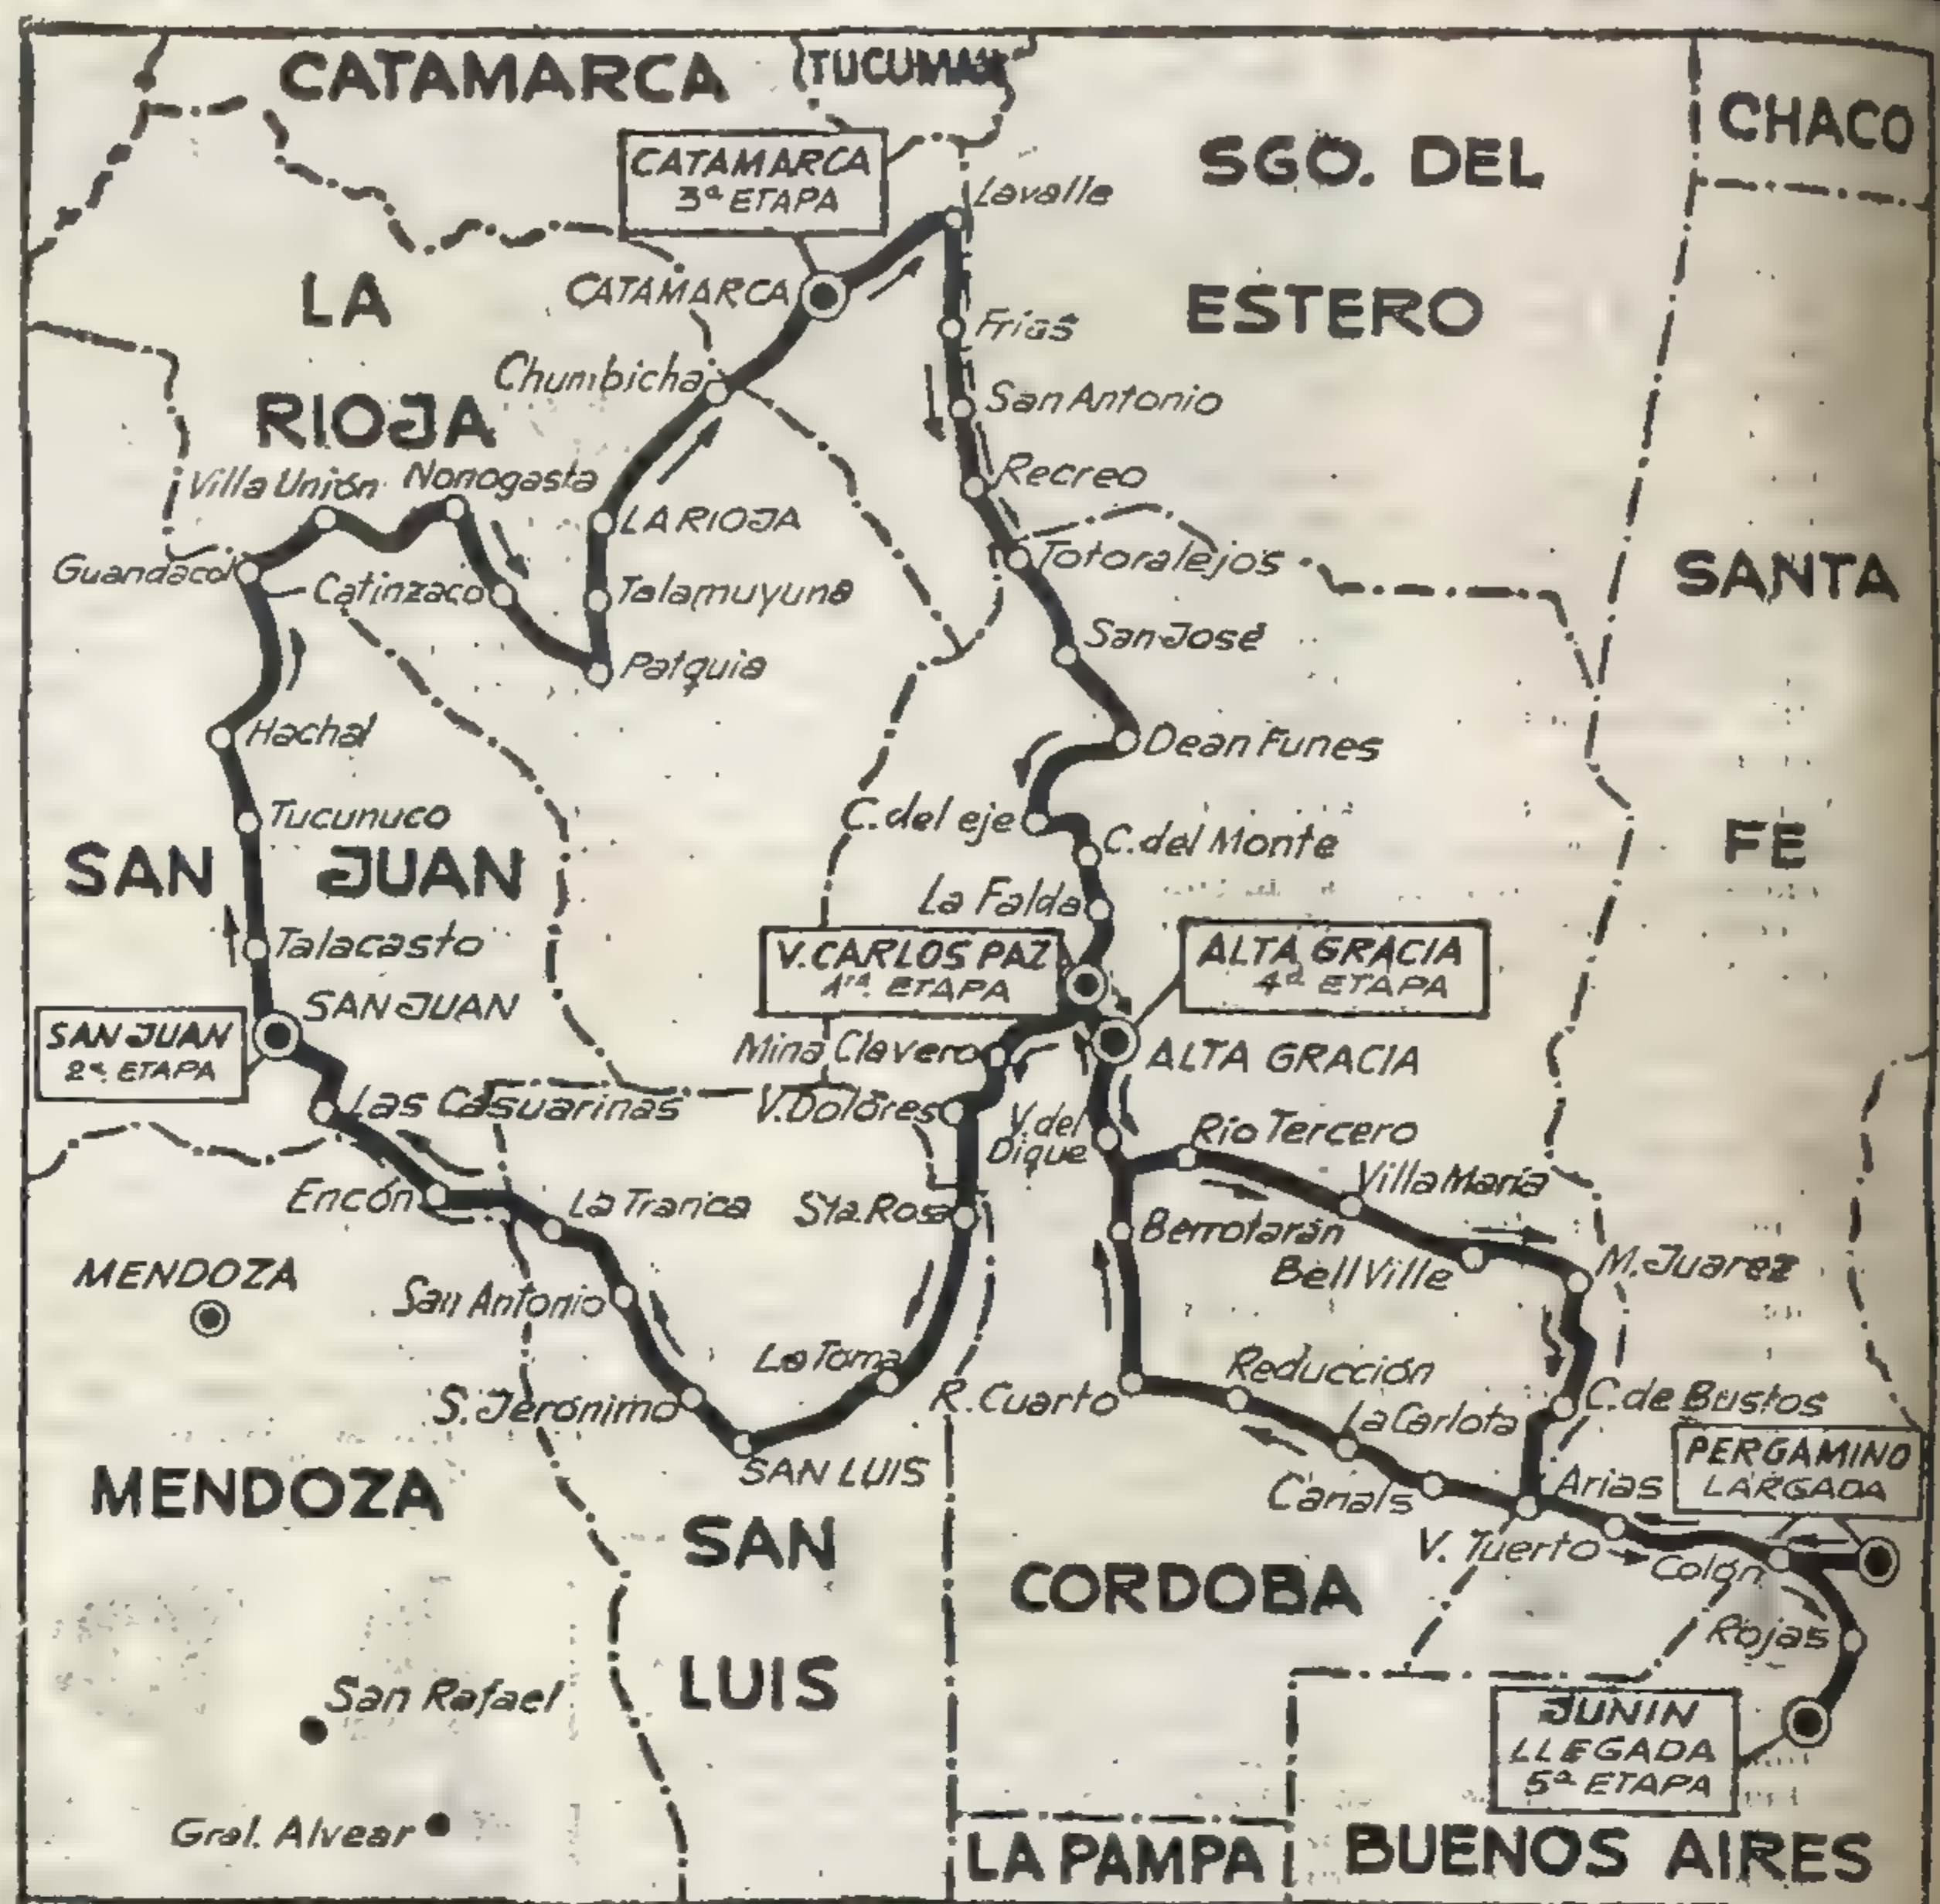 CATAMARCA
TUCUMAN
CHACO
SGO. DEL
ESTERO
CATAMARCA
3ª ETAPA
Lavalle
LA
RIOJA
CATAMARCA
Frias
Chumbicha
San Antonio
Villa Unión
Nonogasta
Recreo
LA RIOJA
Guandacol
Catinzaco
Talamuyuna
Totoralejos
SANTA
FE
Patquia
San José
Hachal
Dean Funes
Tucunuco
C. del eje
C. del Monte
SAN JUAN
La Falda
Talacasto
V. CARLOS PAZ
1ra. ETAPA
ALTA GRACIA
4ª ETAPA
SAN JUAN
SAN JUAN
2ª. ETAPA
Mina Clavero
ALTA GRACIA
Las Casuarinas
V. Dolores
V. del
Dique
Rio Tercero
Villa María
Encón
La Tranca
Sta. Rosa
Berrotarán
Bell Ville
M. Juarez
MENDOZA
San Antonio
La Toma
S. Jerónimo
R. Cuarto
Reducción
La Carlota
C. de Bustos
SAN LUIS
Canals
Arias
PERGAMINO
LARGADA
MENDOZA
SAN
LUIS
V. Tuerto
Colón
CORDOBA
Rojas
San Rafael
JUNIN
LLEGADA
5ª ETAPA
Gral. Alvear
LA PAMPA
BUENOS AIRES